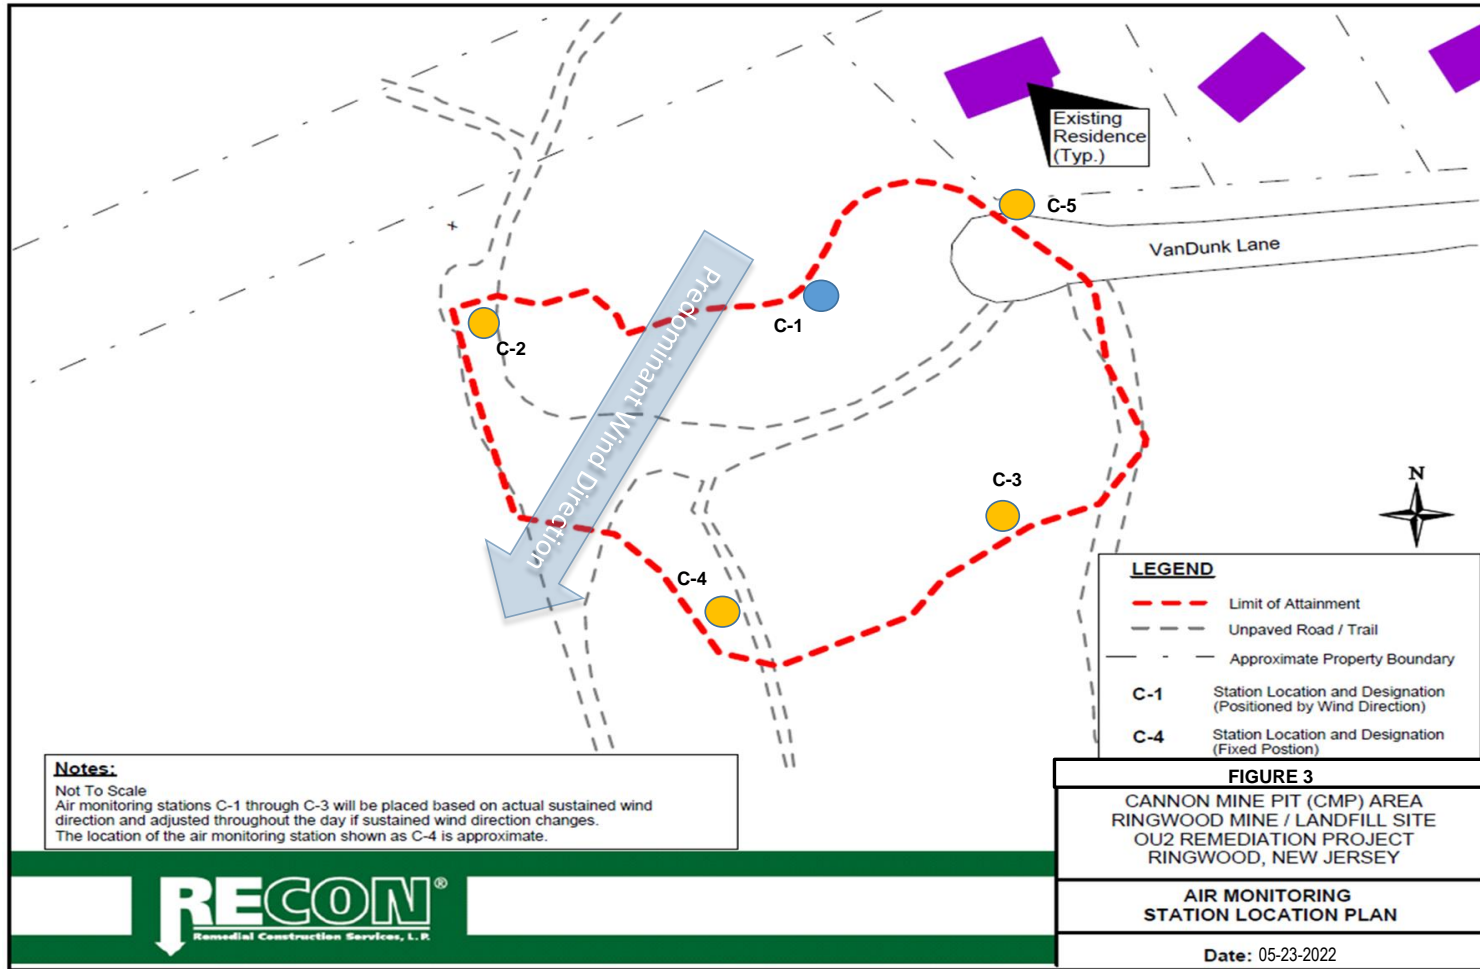 Existing
Residence
(Typ.)
C-5
VanDunk Lane
Predominant Wind Direction
C-1
x
C-2
C-3
C-4
N
LEGEND
Limit of Attainment
Unpaved Road / Trail
Approximate Property Boundary
C-1 Station Location and Designation
(Positioned by Wind Direction)
C-4 Station Location and Designation
(Fixed Postion)
Notes:
Not To Scale
Air monitoring stations C-1 through C-3 will be placed based on actual sustained wind
direction and adjusted throughout the day if sustained wind direction changes.
The location of the air monitoring station shown as C-4 is approximate.
FIGURE 3
CANNON MINE PIT (CMP) AREA
RINGWOOD MINE / LANDFILL SITE
OU2 REMEDIATION PROJECT
RINGWOOD, NEW JERSEY
AIR MONITORING
STATION LOCATION PLAN
Date: 05-23-2022
RECON®
Remedial Construction Services, L.P.